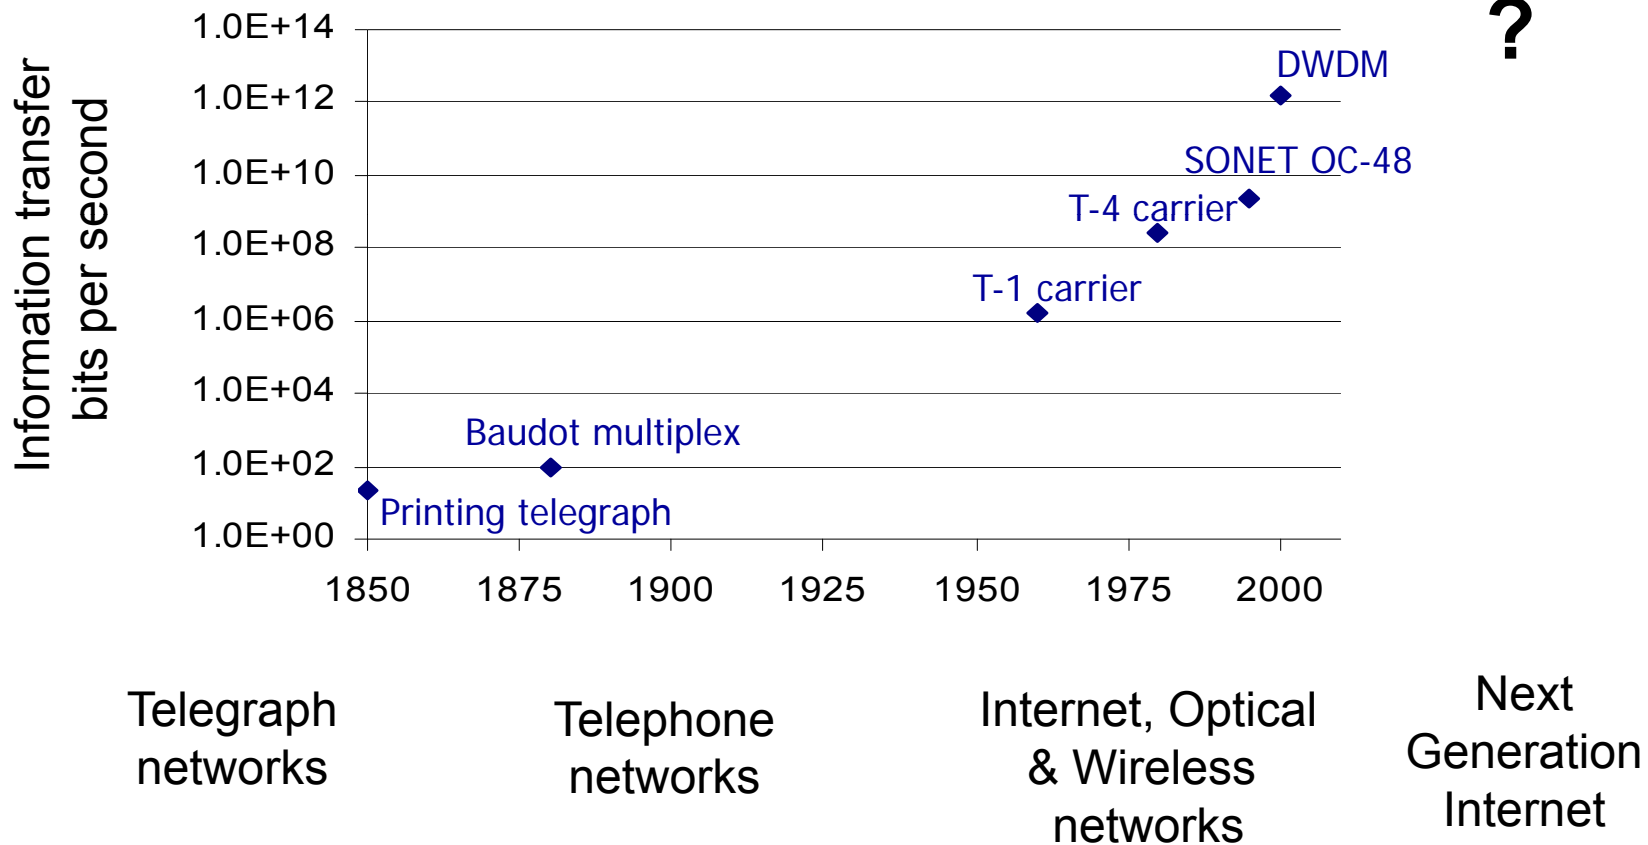 ?
1.0E+14
1.0E+12
1.0E+10
1.0E+08
1.0E+06
1.0E+04
1.0E+02
1.0E+00
Information transfer
bits per second
DWDM
SONET OC-48
T-4 carrier
T-1 carrier
Baudot multiplex
Printing telegraph
1850 1875 1900 1925 1950 1975 2000
Telegraph
networks
Telephone
networks
Internet, Optical
& Wireless
networks
Next
Generation
Internet